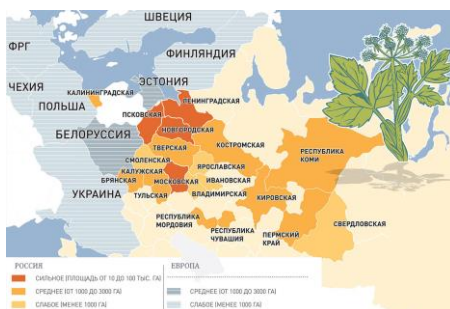 ШВЕЦИЯ
ФРГ
ФИНЛЯНДИЯ
ЧЕХИЯ
ЭСТОНИЯ
КАЛИНИНГРАДСКАЯ
ПОЛЬША
ЛЕНИНГРАДСКАЯ
ПСКОВСКАЯ
НОВГОРОДСКАЯ
БЕЛОРУССИЯ
ТВЕРСКАЯ
КОСТРОМСКАЯ
СМОЛЕНСКАЯ
РЕСПУБЛИКА
КОМИ
КАЛУЖСКАЯ
ЯРОСЛАВСКАЯ
БРЯНСКАЯ
МОСКОВСКАЯ
ИВАНОВСКАЯ
УКРАИНА
ТУЛЬСКАЯ
ВЛАДИМИРСКАЯ
КИРОВСКАЯ
РЕСПУБЛИКА
МОРДОВИЯ
РЕСПУБЛИКА
ЧУВАШИЯ
ПЕРМСКИЙ
КРАЙ
СВЕРДЛОВСКАЯ
РОССИЯ
СИЛЬНОЕ (ПЛОЩАДЬ ОТ 10 ДО 100 ТЫС. ГА)
СРЕДНЕЕ (ОТ 1000 ДО 3000 ГА)
СЛАБОЕ (МЕНЕЕ 1000 ГА)
ЕВРОПА
СРЕДНЕЕ (ОТ 1000 ДО 3000 ГА)
СЛАБОЕ (МЕНЕЕ 1000 ГА)